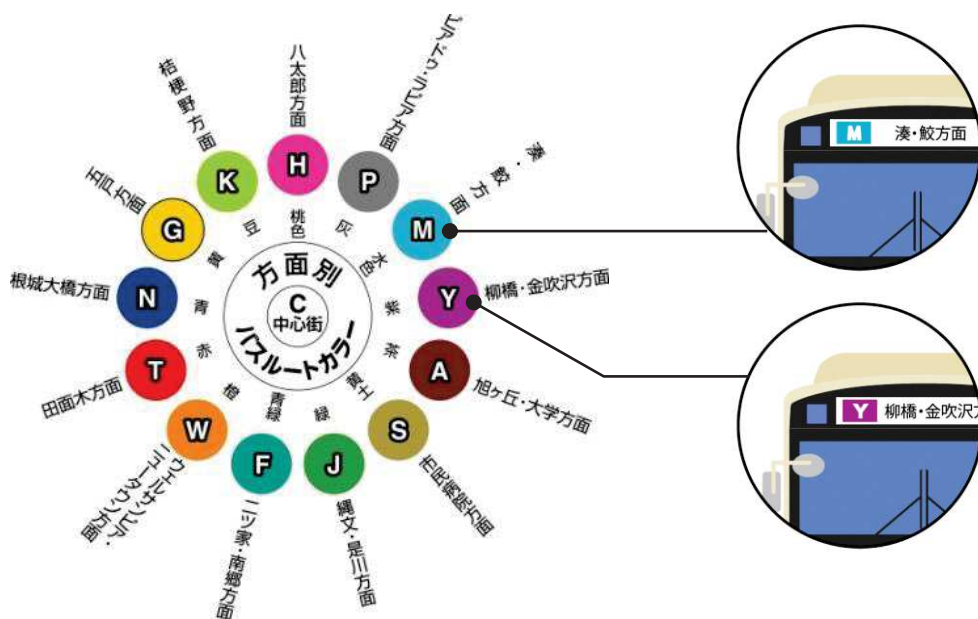 方面別
C
中心街
バスルートカラー
H
八太郎方面
桃色
P
ピアドゥ・ラピア方面
灰
M
湊・鮫方面
水色
Y
柳橋・金吹沢方面
紫
A
旭ヶ丘・大学方面
茶
S
市民病院方面
黄土
J
縄文・是川方面
緑
F
二ツ家・南郷方面
青緑
W
ウェルサンピア・
ニュータウン方面
橙
T
田面木方面
赤
N
根城大橋方面
青
G
五戸方面
黄
K
桔梗野方面
豆
M 湊・鮫方面
Y 柳橋・金吹沢方